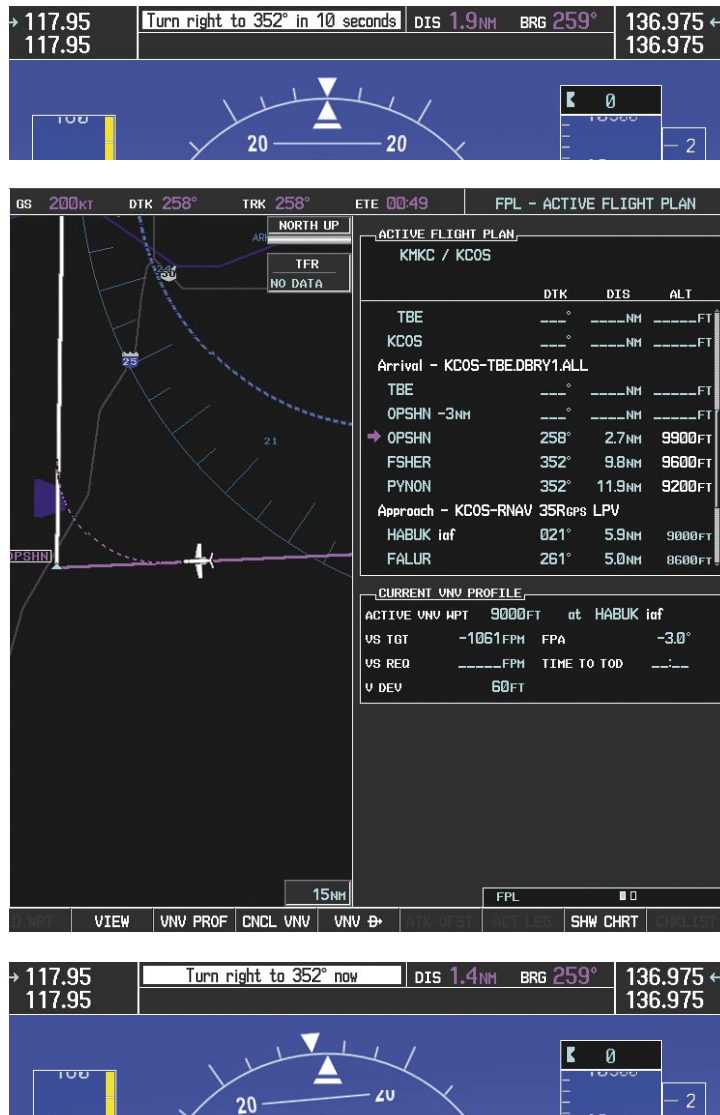 → 117.95 Turn right to 352° in 10 seconds DIS 1.9NM BRG 259° 136.975 ←
117.95 136.975
0
20 20
2
GS 200KT DTK 258° TRK 258° ETE 00:49 FPL - ACTIVE FLIGHT PLAN
NORTH UP
TFR
NO DATA
25
21
OPSHN
15NM
ACTIVE FLIGHT PLAN
KMKC / KCOS
DTK DIS ALT
TBE ___° ____NM _____FT
KCOS ___° ____NM _____FT
Arrival - KCOS-TBE.DBRY1.ALL
TBE ___° ____NM _____FT
OPSHN -3NM ___° ____NM _____FT
OPSHN 258° 2.7NM 9900FT
FSHER 352° 9.8NM 9600FT
PYNON 352° 11.9NM 9200FT
Approach - KCOS-RNAV 35RGPS LPV
HABUK iaf 021° 5.9NM 9000FT
FALUR 261° 5.0NM 8600FT
CURRENT VNV PROFILE
ACTIVE VNV WPT 9000FT at HABUK iaf
VS TGT -1061FPM FPA -3.0°
VS REQ _____FPM TIME TO TOD __:__
V DEV 60FT
FPL
VIEW VNV PROF CNCL VNV VNV D→ ATK OFST ACT LEG SHW CHRT CHKLIST
→ 117.95 Turn right to 352° now DIS 1.4NM BRG 259° 136.975 ←
117.95 136.975
0
20 20
2